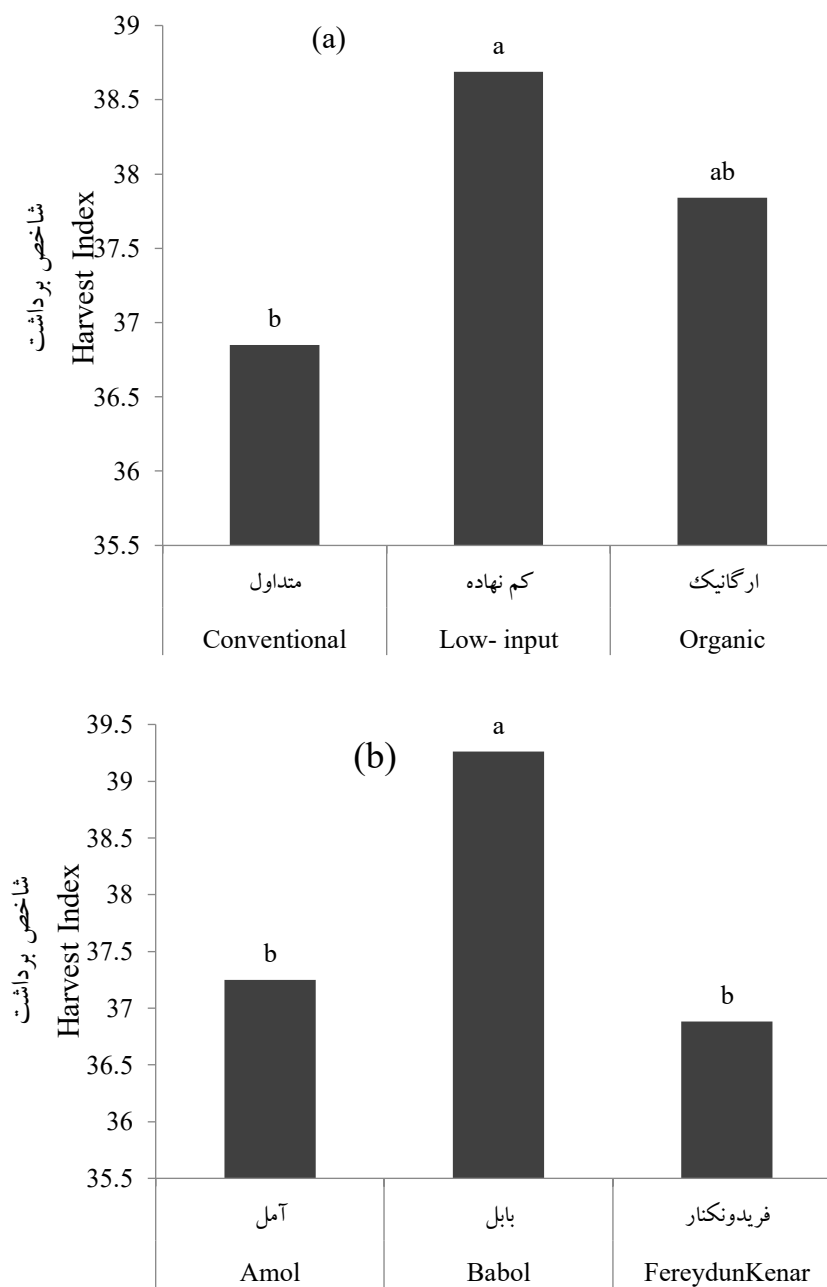 (a)
39
38.5
38
37.5
37
36.5
36
35.5
شاخص برداشت
Harvest Index
b
a
ab
متداول
کم نهاده
ارگانیک
Conventional
Low- input
Organic
(b)
39.5
39
38.5
38
37.5
37
36.5
36
35.5
شاخص برداشت
Harvest Index
b
a
b
آمل
بابل
فریدونکنار
Amol
Babol
FereydunKenar